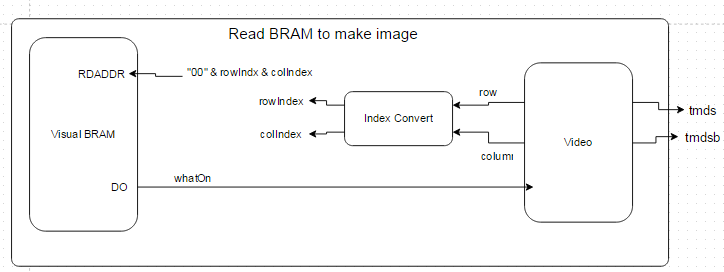 Read BRAM to make image
RDADDR
"00" & rowIndx & colIndex
rowIndex
colIndex
Index Convert
row
colum
Visual BRAM
Video
tmds
tmdsb
DO
whatOn